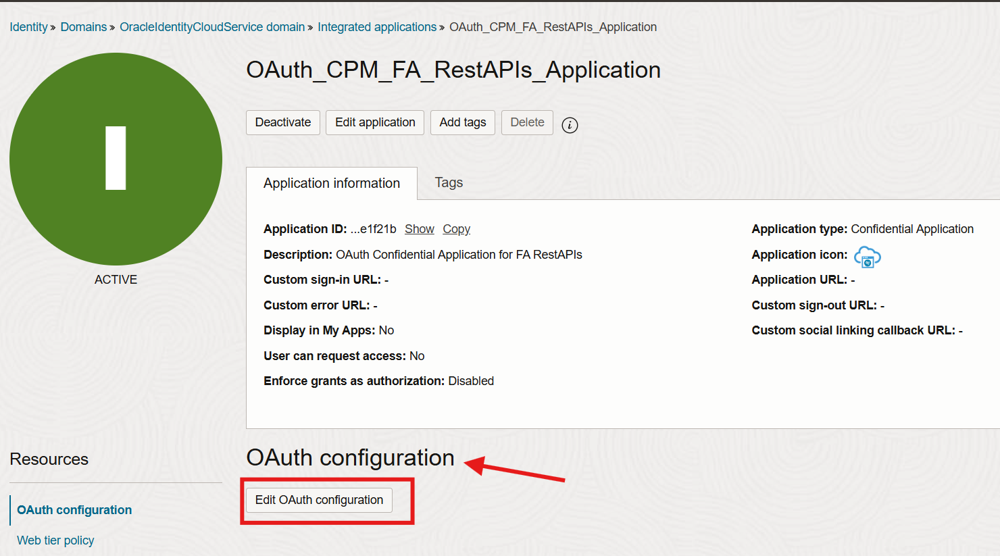 Identity » Domains » OracleIdentityCloudService domain » Integrated applications » OAuth_CPM_FA_RestAPIs_Application
I
ACTIVE
OAuth_CPM_FA_RestAPIs_Application
Deactivate Edit application Add tags Delete i
Application information Tags
Application ID: ...e1f21b Show Copy
Description: OAuth Confidential Application for FA RestAPIs
Custom sign-in URL: -
Custom error URL: -
Display in My Apps: No
User can request access: No
Enforce grants as authorization: Disabled
Application type: Confidential Application
Application icon:
Application URL: -
Custom sign-out URL: -
Custom social linking callback URL: -
Resources
OAuth configuration
Web tier policy
OAuth configuration
Edit OAuth configuration